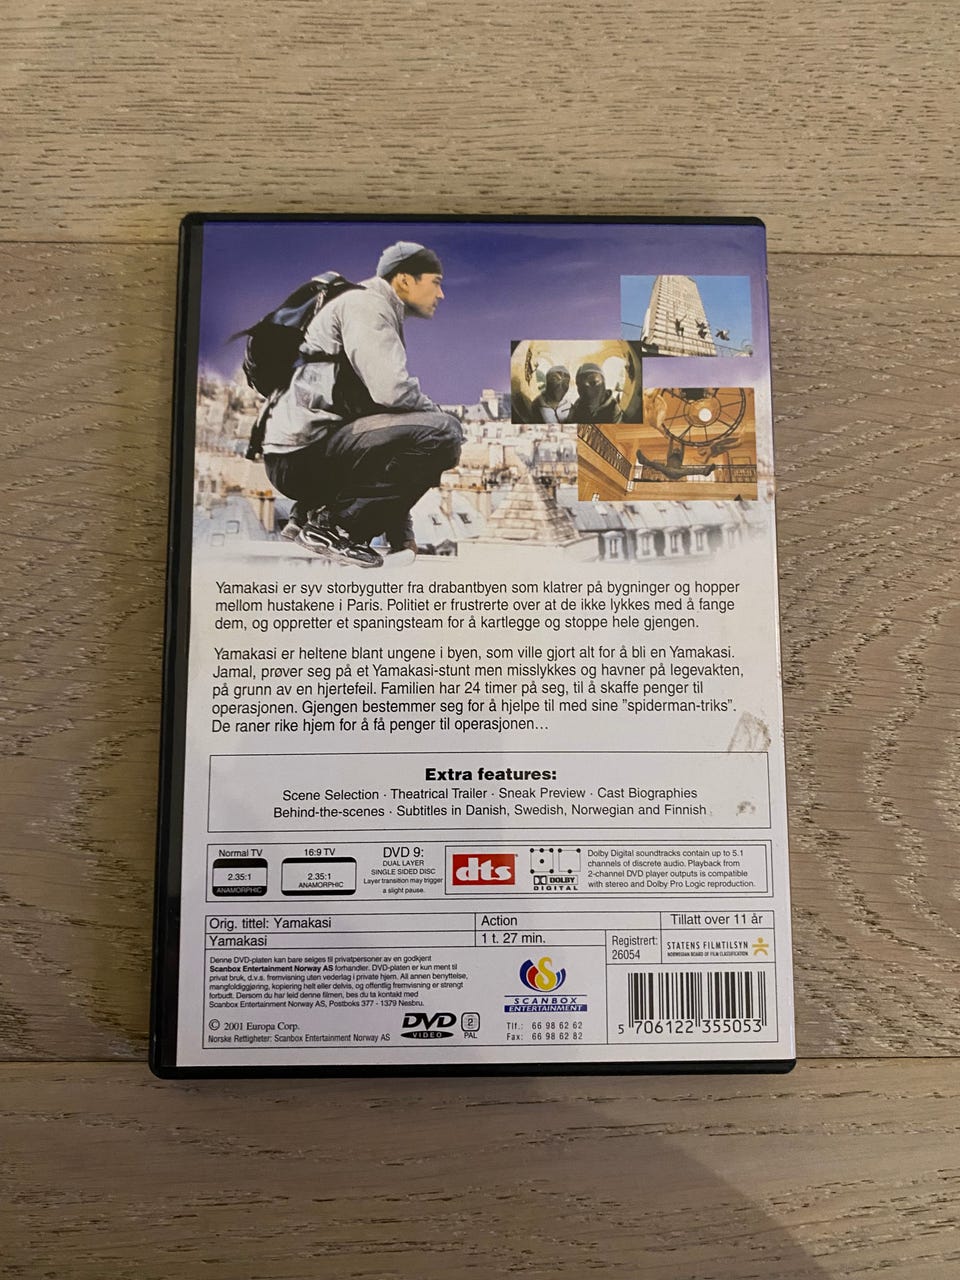 Yamakasi er syv storbygutter fra drabantbyen som klatrer på bygninger og hopper
mellom hustakene i Paris. Politiet er frustrerte over at de ikke lykkes med å fange
dem, og oppretter et spaningsteam for å kartlegge og stoppe hele gjengen.
Yamakasi er heltene blant ungene i byen, som ville gjort alt for å bli en Yamakasi.
Jamal, prøver seg på et Yamakasi-stunt men misslykkes og havner på legevakten,
på grunn av en hjertefeil. Familien har 24 timer på seg, til å skaffe penger til
operasjonen. Gjengen bestemmer seg for å hjelpe til med sine "spiderman-triks".
De raner rike hjem for å få penger til operasjonen...
Extra features:
Scene Selection · Theatrical Trailer · Sneak Preview · Cast Biographies
Behind-the-scenes · Subtitles in Danish, Swedish, Norwegian and Finnish
Normal TV
2.35:1
ANAMORPHIC
16:9 TV
2.35:1
ANAMORPHIC
DVD 9:
DUAL LAYER
SINGLE SIDED DISC
Layer transition may trigger
a slight pause.
dts
DOLBY
DIGITAL
Dolby Digital soundtracks contain up to 5.1
channels of discrete audio. Playback from
2-channel DVD player outputs is compatible
with stereo and Dolby Pro Logic reproduction.
Orig. tittel: Yamakasi
Action
Tillatt over 11 år
Yamakasi
1 t. 27 min.
Registrert:
26054
STATENS FILMTILSYN
NORWEGIAN BOARD OF FILM CLASSIFICATION
Denne DVD-platen kan bare selges til privatpersoner av en godkjent
Scanbox Entertainment Norway AS forhandler. DVD-platen er kun ment til
privat bruk, d.v.s. fremvisning uten vederlag i private hjem. All annen benyttelse,
mangfoldiggjøring, kopiering helt eller delvis, og offentlig fremvisning er strengt
forbudt. Dersom du har leid denne filmen, bes du ta kontakt med
Scanbox Entertainment Norway AS, Postboks 377 - 1379 Nesbru.
© 2001 Europa Corp.
Norske Rettigheter: Scanbox Entertainment Norway AS
DVD
VIDEO
2
PAL
SCANBOX
ENTERTAINMENT
Tlf.: 66 98 62 62
Fax: 66 98 62 82
5 706122 355053